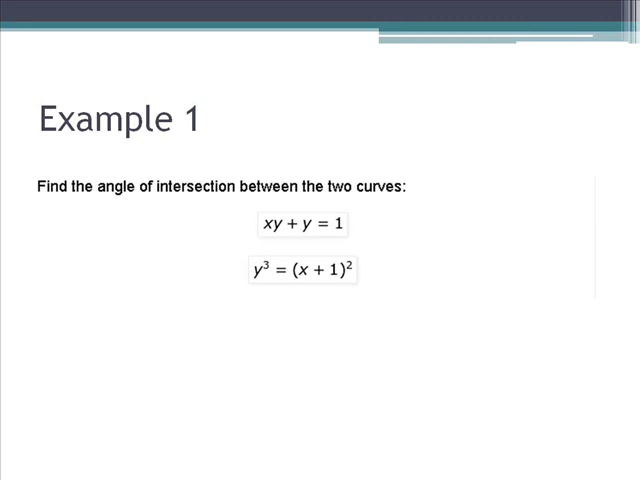 Example 1
Find the angle of intersection between the two curves:
xy + y = 1
y³ = (x + 1)²